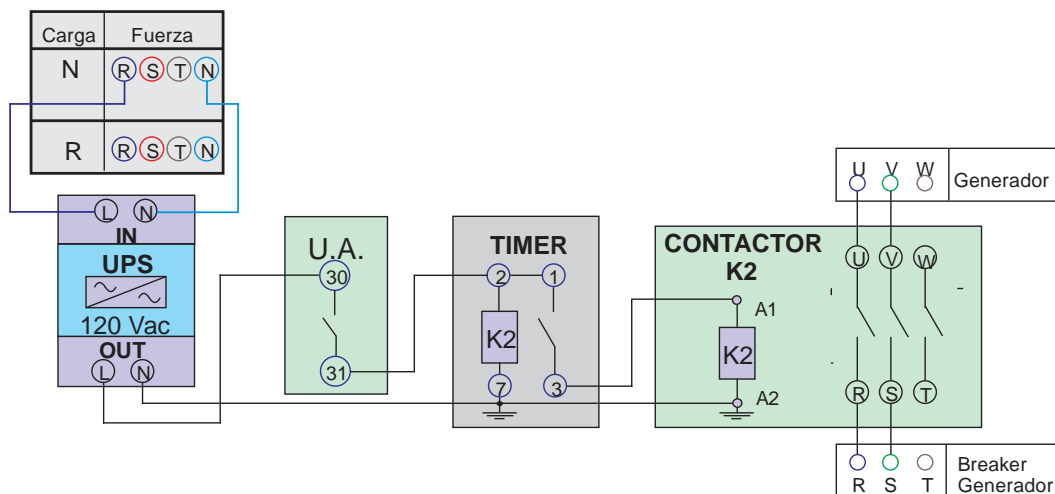 Carga Fuerza
N R S T N
R R S T N
L N
IN
UPS
120 Vac
OUT
L N
U.A.
30
31
TIMER
2 1
K2
7 3
CONTACTOR
K2
A1
K2
A2
U V W
Generador
U V W
R S T
R S T
Breaker
Generador